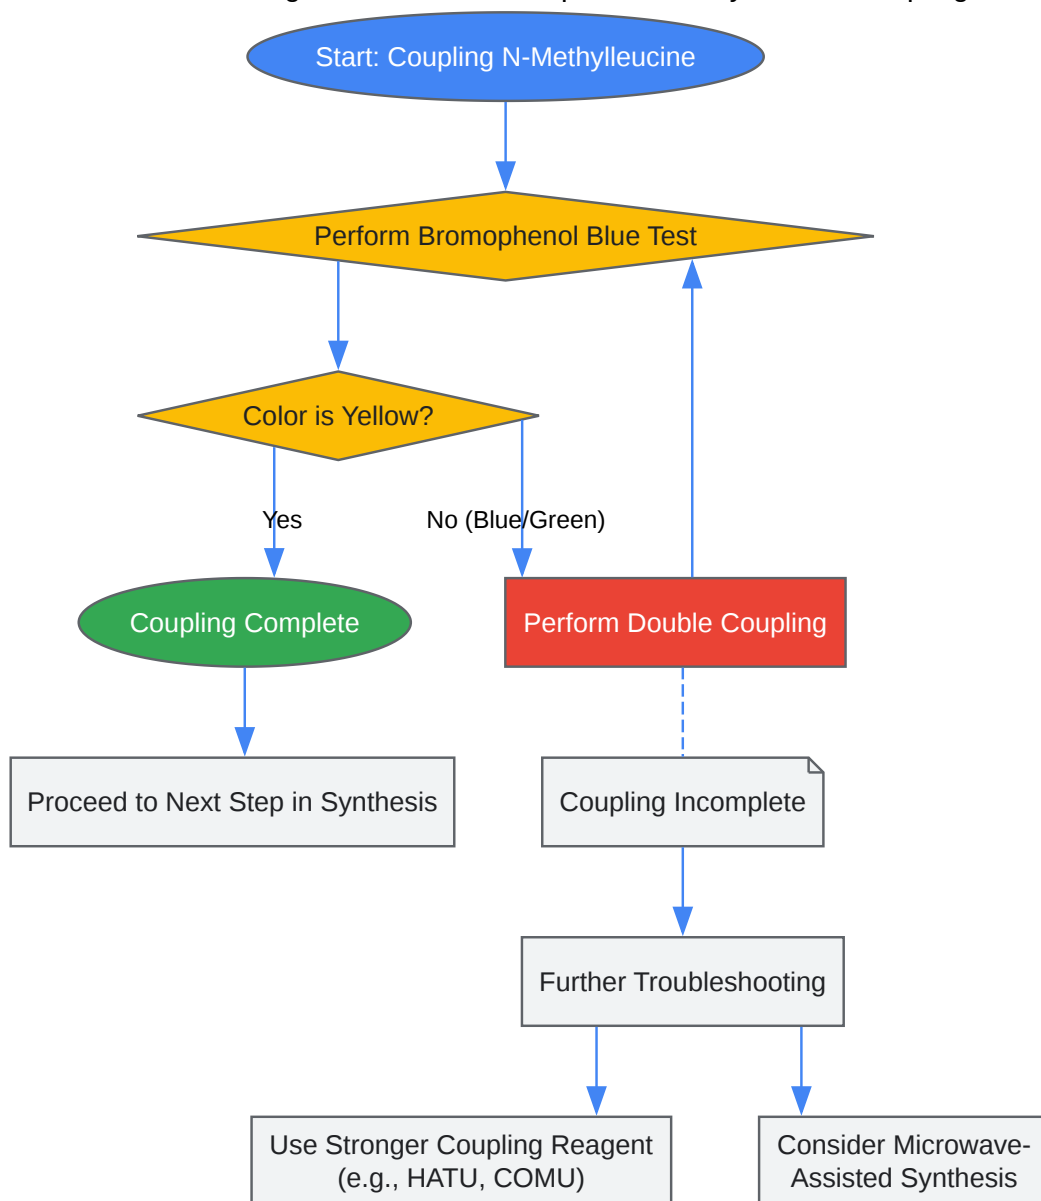 Start: Coupling N-Methylleucine
Perform Bromophenol Blue Test
Color is Yellow?
Yes
No (Blue/Green)
Coupling Complete
Perform Double Coupling
Proceed to Next Step in Synthesis
Coupling Incomplete
Further Troubleshooting
Use Stronger Coupling Reagent
(e.g., HATU, COMU)
Consider Microwave-
Assisted Synthesis